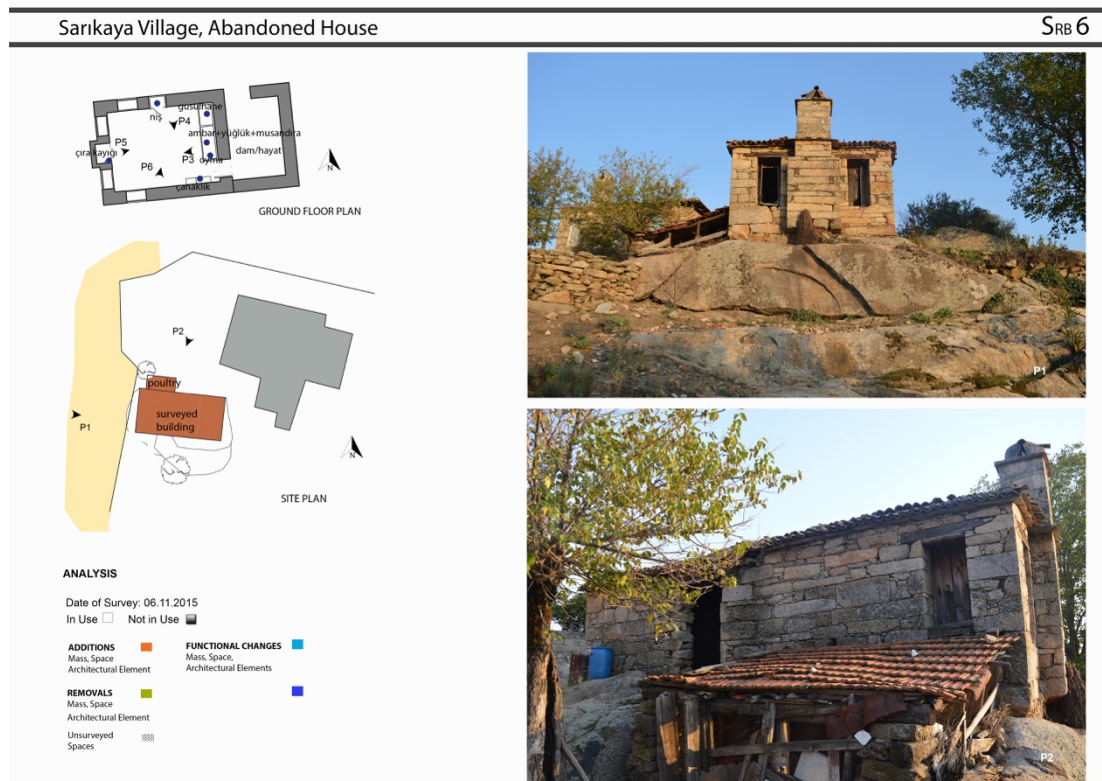 Sarıkaya Village, Abandoned House
SRB 6
gusülhane
niş
P4
ambar+yüğlük+musandıra
P5
dam/hayat
P3
oyma
çıra kayığı
P6
çanaklık
N
GROUND FLOOR PLAN
P2
poultry
surveyed
building
P1
N
SITE PLAN
ANALYSIS
Date of Survey: 06.11.2015
In Use
Not in Use
ADDITIONS
Mass, Space
Architectural Element
FUNCTIONAL CHANGES
Mass, Space,
Architectural Elements
REMOVALS
Mass, Space
Architectural Element
Unsurveyed
Spaces
P1
P2